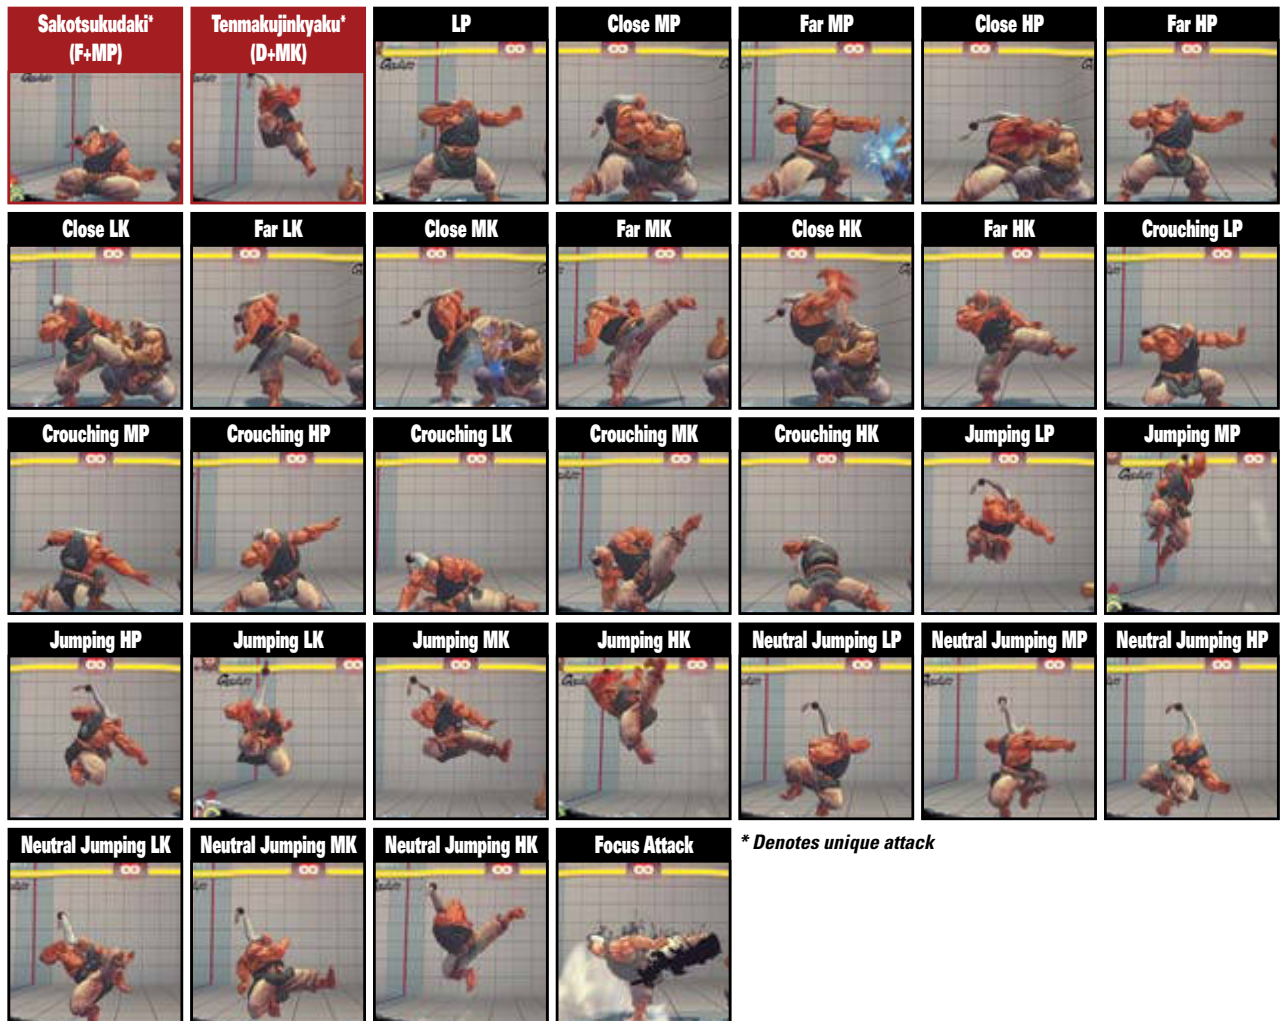 Sakotsukudaki*
(F+MP)
Tenmakujinkyaku*
(D+MK)
LP
Close MP
Far MP
Close HP
Far HP
Close LK
Far LK
Close MK
Far MK
Close HK
Far HK
Crouching LP
Crouching MP
Crouching HP
Crouching LK
Crouching MK
Crouching HK
Jumping LP
Jumping MP
Jumping HP
Jumping LK
Jumping MK
Jumping HK
Neutral Jumping LP
Neutral Jumping MP
Neutral Jumping HP
Neutral Jumping LK
Neutral Jumping MK
Neutral Jumping HK
Focus Attack
* Denotes unique attack